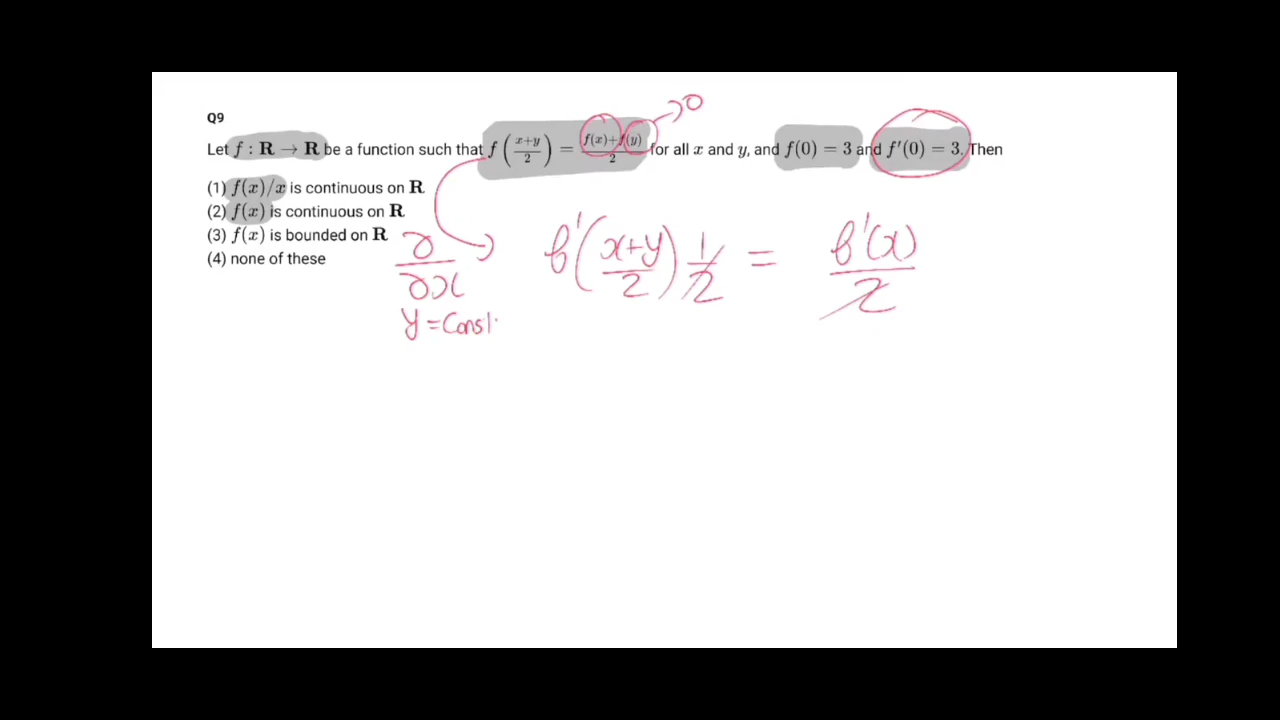 Q9
Let f : R → R be a function such that f((x+y)/2) = (f(x)+f(y))/2 for all x and y, and f(0) = 3 and f'(0) = 3. Then
(1) f(x)/x is continuous on R
(2) f(x) is continuous on R
(3) f(x) is bounded on R
(4) none of these
→0
∂/∂x
y = Const.
f'((x+y)/2) 1/2 = f'(x)/2